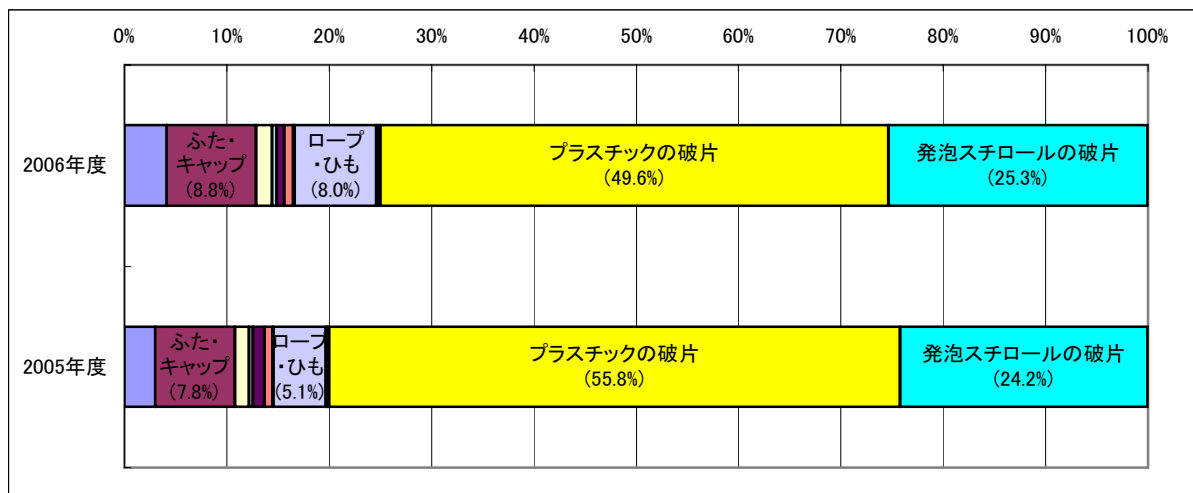 0% 10% 20% 30% 40% 50% 60% 70% 80% 90% 100%
2006年度
ふた・
キャップ
(8.8%)
ロープ
・ひも
(8.0%)
プラスチックの破片
(49.6%)
発泡スチロールの破片
(25.3%)
2005年度
ふた・
キャップ
(7.8%)
ロープ
・ひも
(5.1%)
プラスチックの破片
(55.8%)
発泡スチロールの破片
(24.2%)